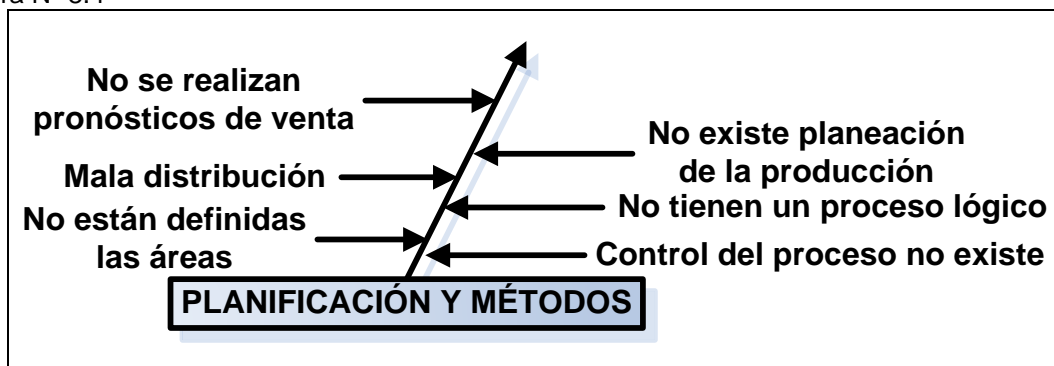 No se realizan
pronósticos de venta
Mala distribución
No están definidas
las áreas
No existe planeación
de la producción
No tienen un proceso lógico
Control del proceso no existe
PLANIFICACIÓN Y MÉTODOS